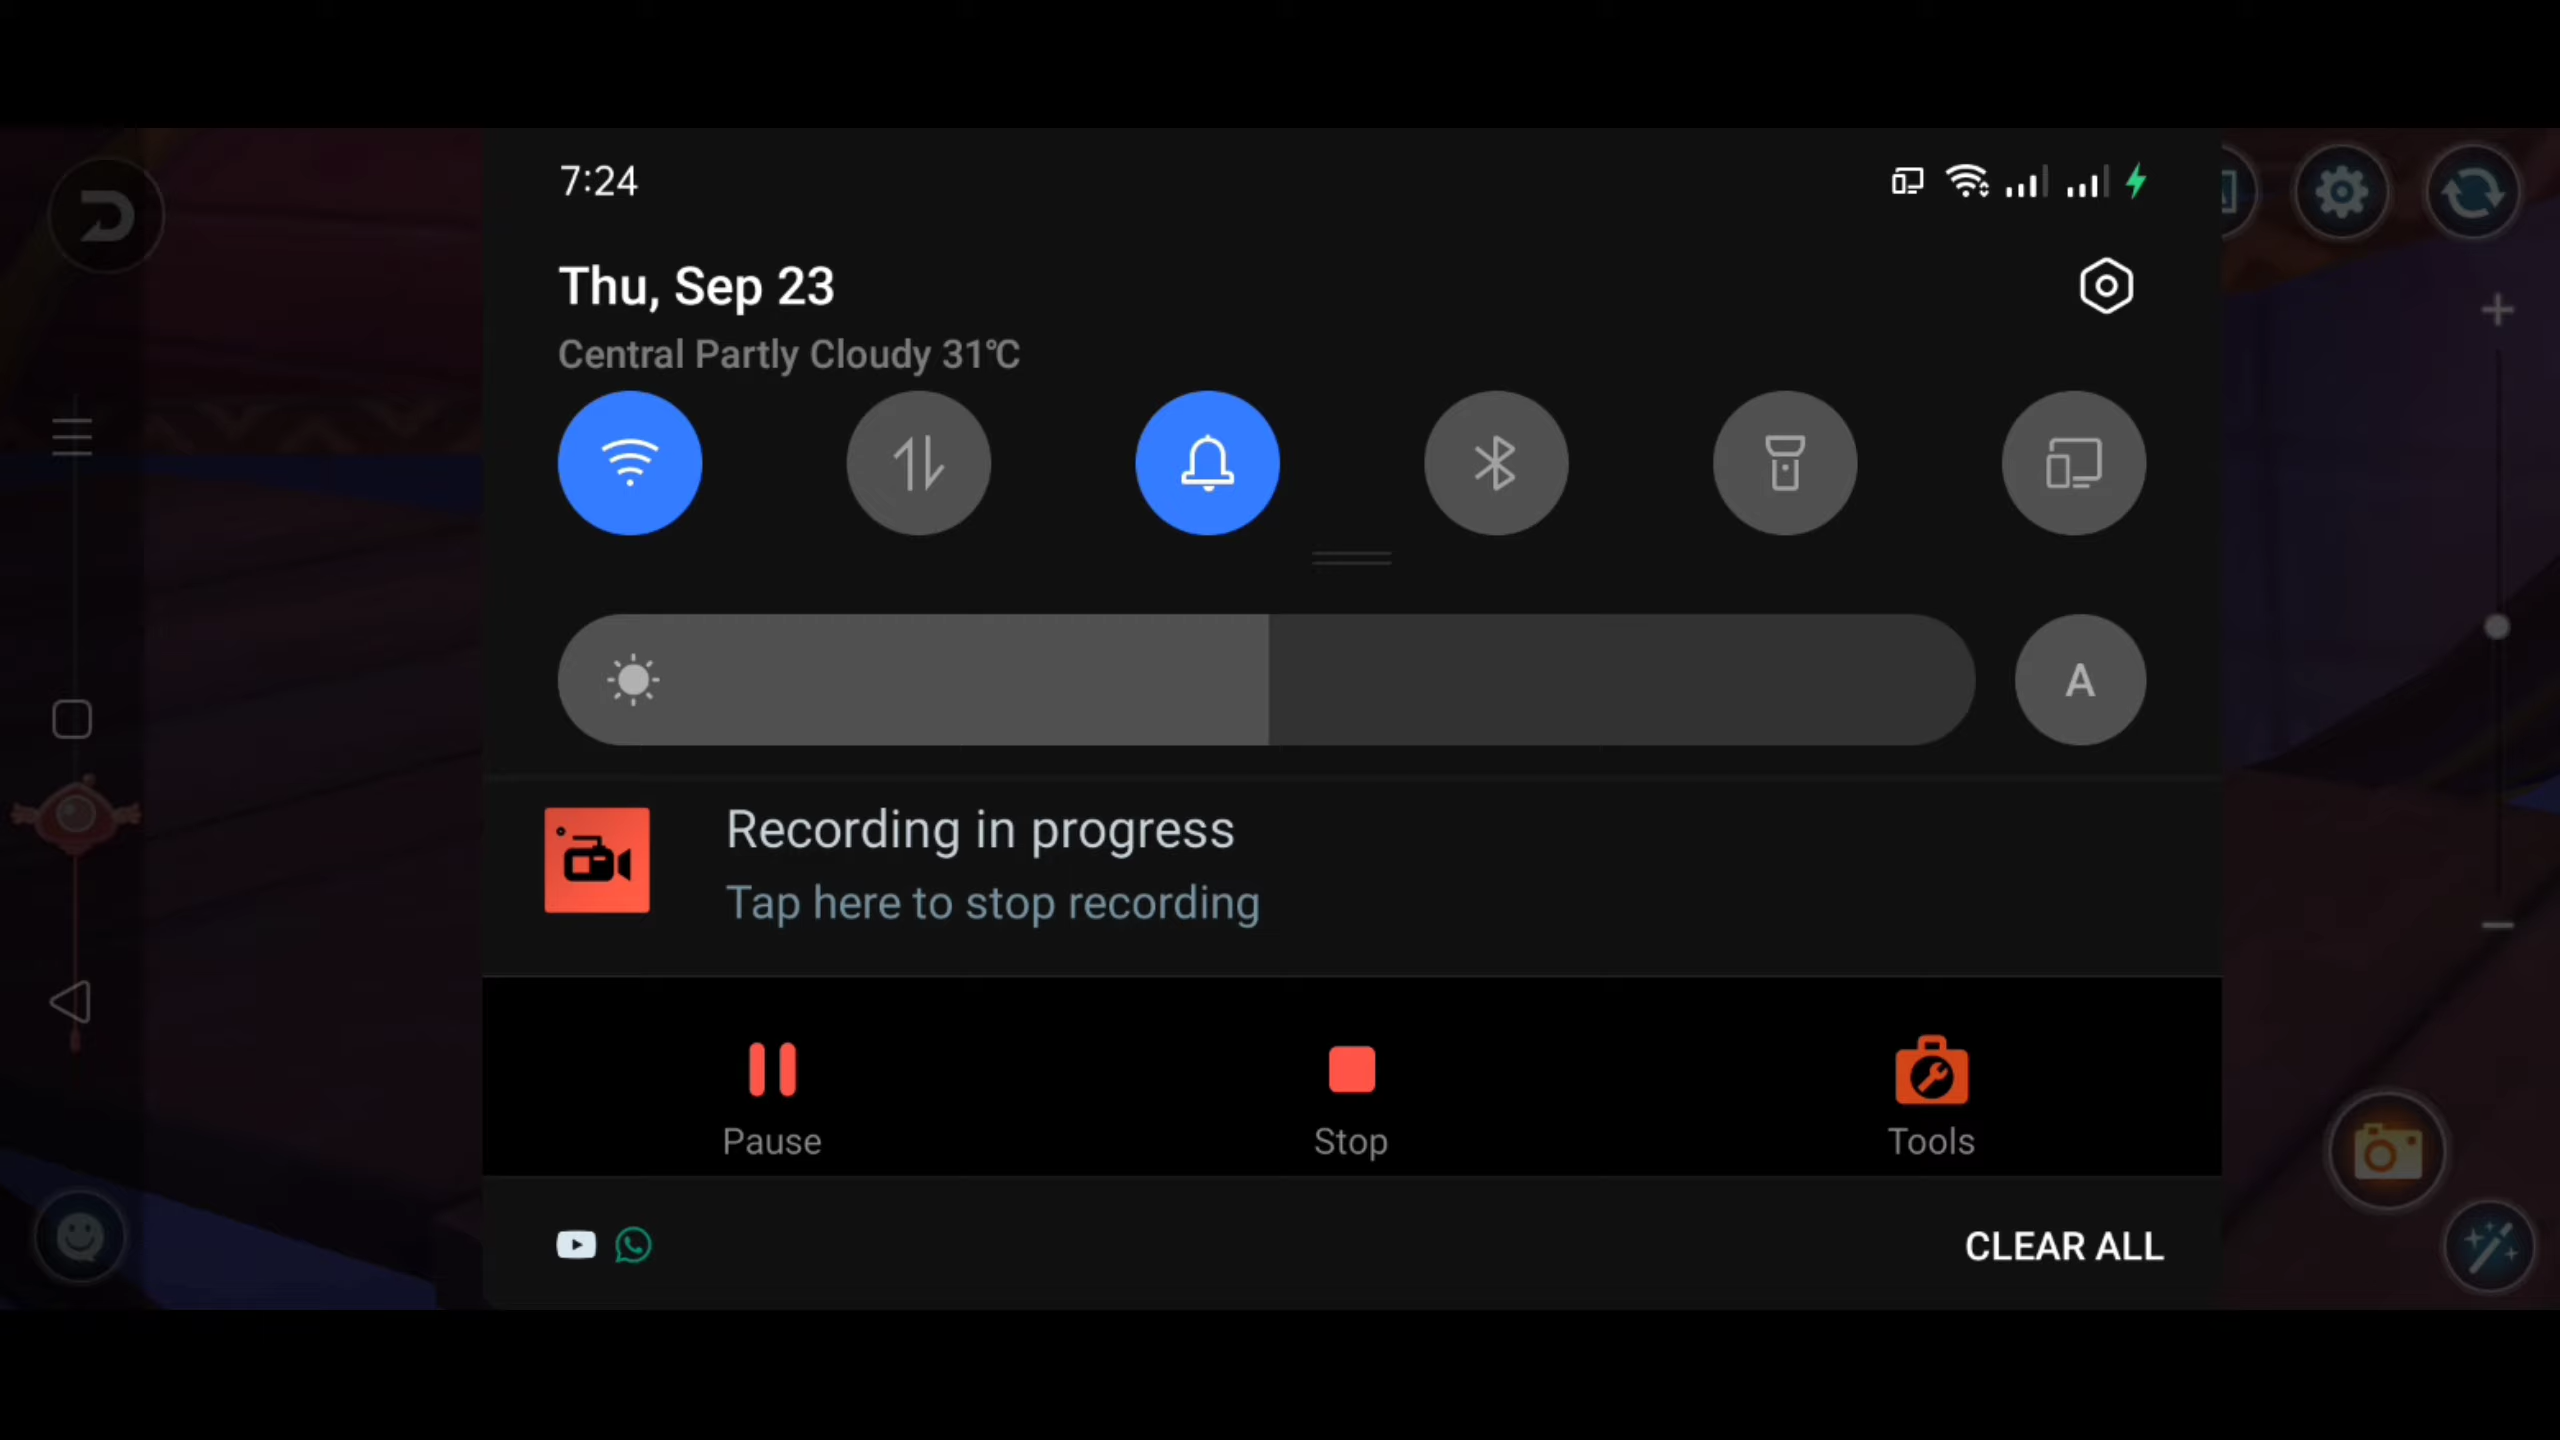 7:24
Thu, Sep 23
Central Partly Cloudy 31°C
A
Recording in progress
Tap here to stop recording
Pause
Stop
Tools
CLEAR ALL